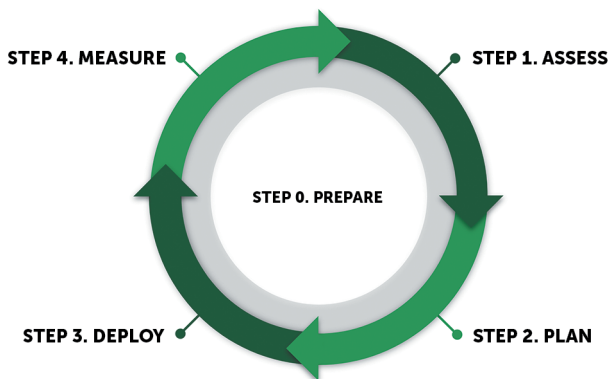 STEP 4. MEASURE
STEP 1. ASSESS
STEP 0. PREPARE
STEP 3. DEPLOY
STEP 2. PLAN